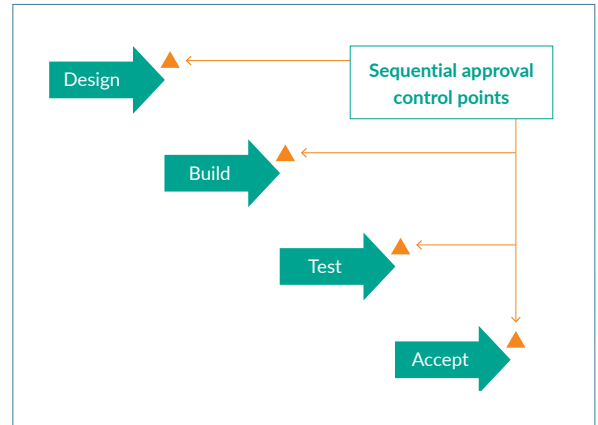 Design
Sequential approval
control points
Build
Test
Accept